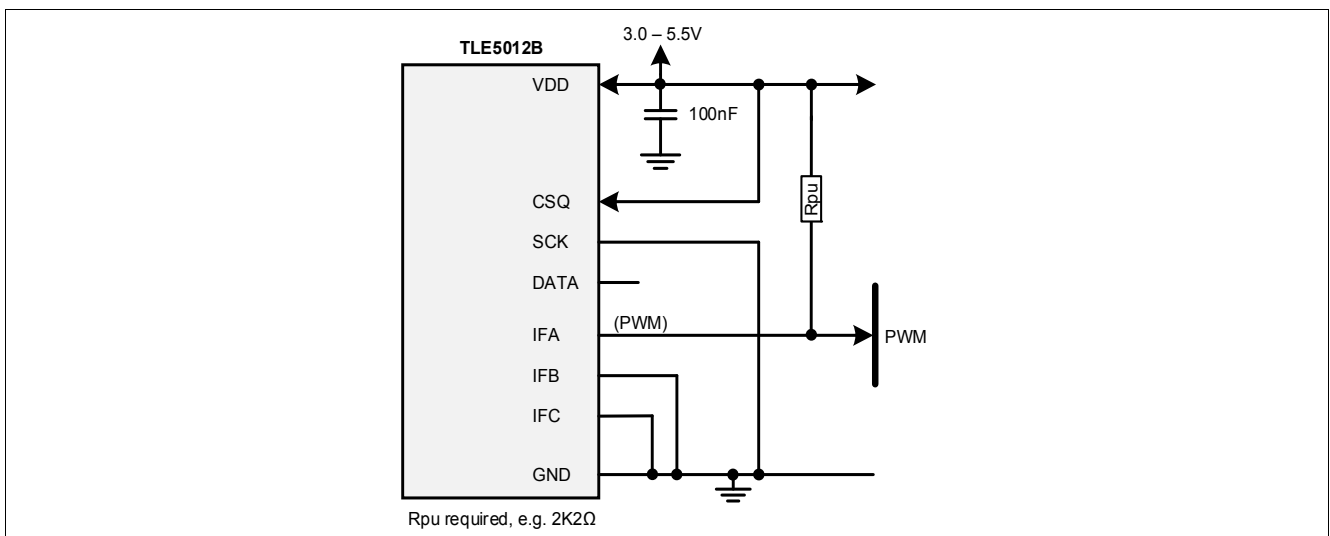 3.0 – 5.5V
TLE5012B
VDD
100nF
CSQ
Rpu
SCK
DATA
IFA
(PWM)
PWM
IFB
IFC
GND
Rpu required, e.g. 2K2Ω